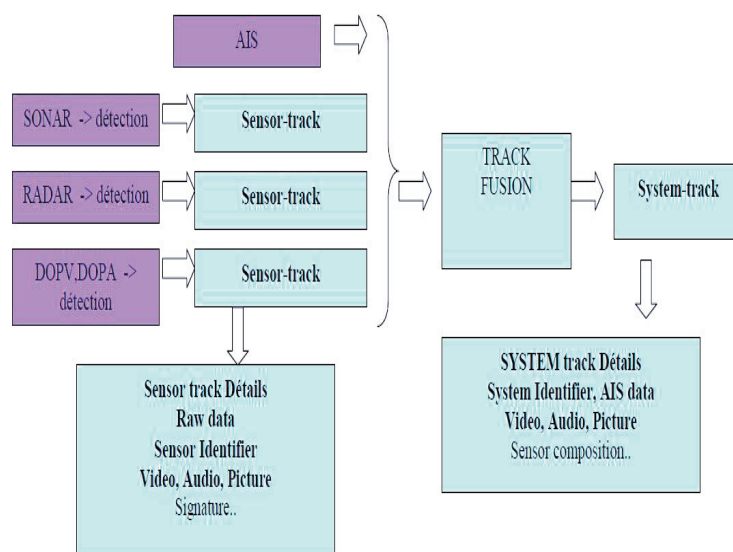 AIS
SONAR -> détection
Sensor-track
RADAR -> détection
Sensor-track
DOPV,DOPA ->
détection
Sensor-track
TRACK
FUSION
System-track
Sensor track Détails
Raw data
Sensor Identifier
Video, Audio, Picture
Signature..
SYSTEM track Détails
System Identifier, AIS data
Video, Audio, Picture
Sensor composition..